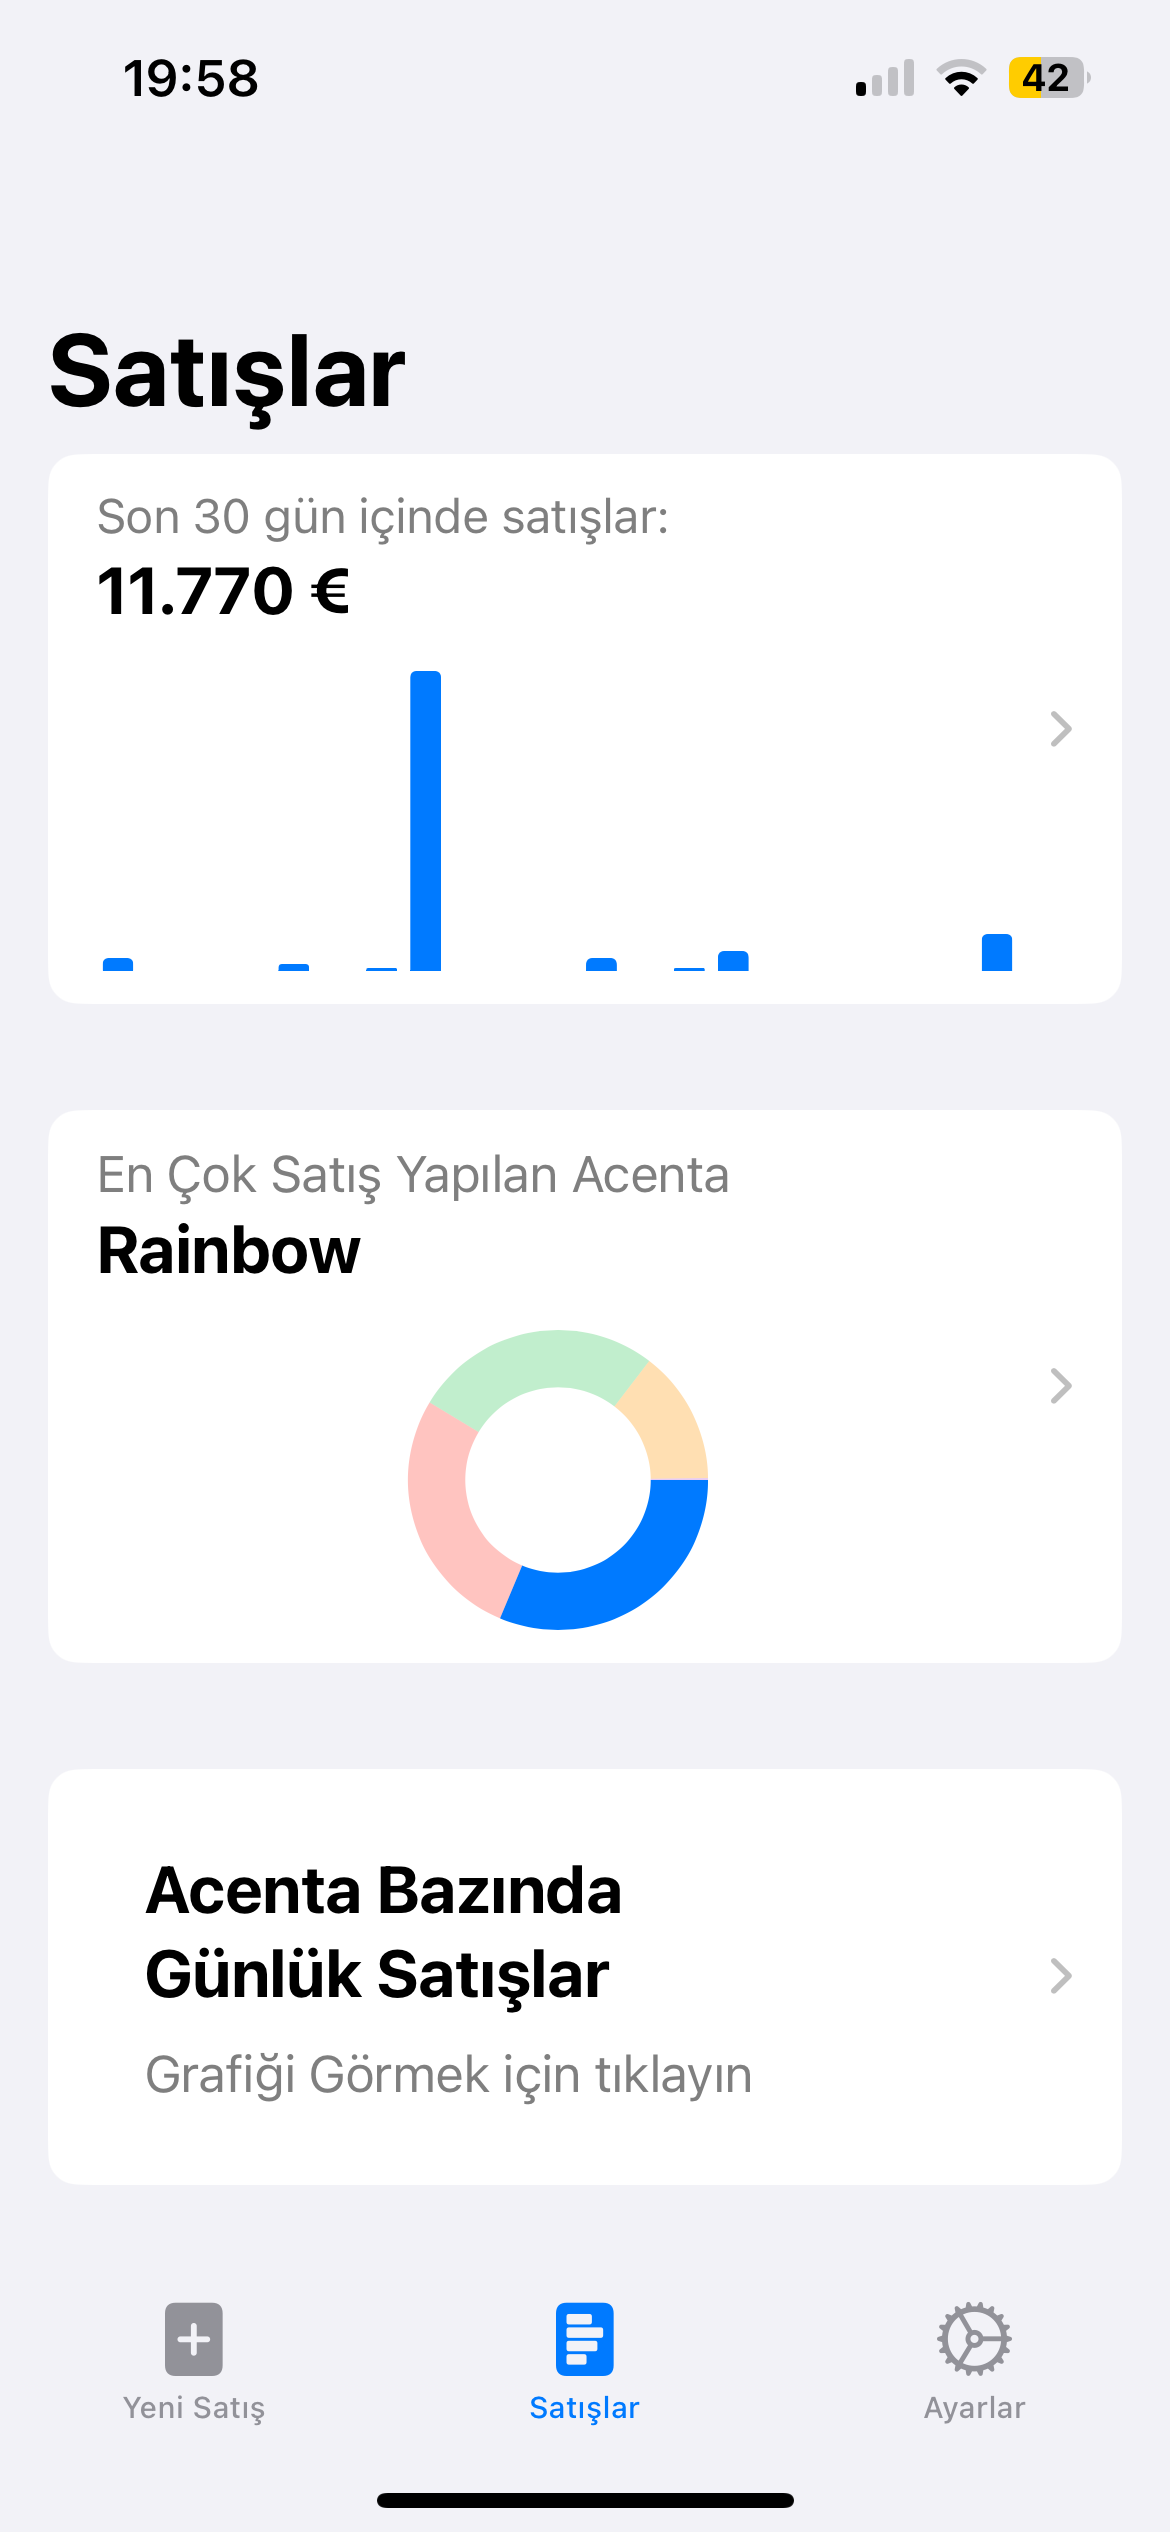 19:58
42
Satışlar
Son 30 gün içinde satışlar:
11.770 €
En Çok Satış Yapılan Acenta
Rainbow
Acenta Bazında
Günlük Satışlar
Grafiği Görmek için tıklayın
Yeni Satış
Satışlar
Ayarlar